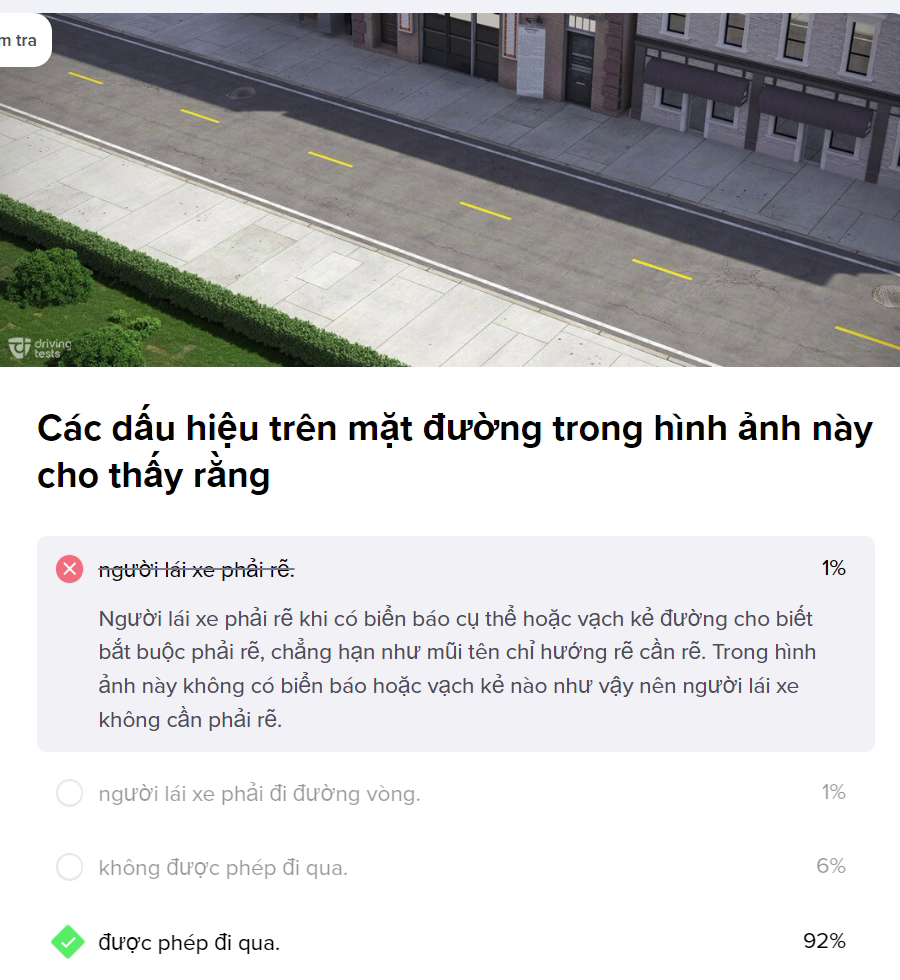 m tra
driving
tests
Các dấu hiệu trên mặt đường trong hình ảnh này
cho thấy rằng
người lái xe phải rẽ. 1%
Người lái xe phải rẽ khi có biển báo cụ thể hoặc vạch kẻ đường cho biết
bắt buộc phải rẽ, chẳng hạn như mũi tên chỉ hướng rẽ cần rẽ. Trong hình
ảnh này không có biển báo hoặc vạch kẻ nào như vậy nên người lái xe
không cần phải rẽ.
người lái xe phải đi đường vòng. 1%
không được phép đi qua. 6%
được phép đi qua. 92%